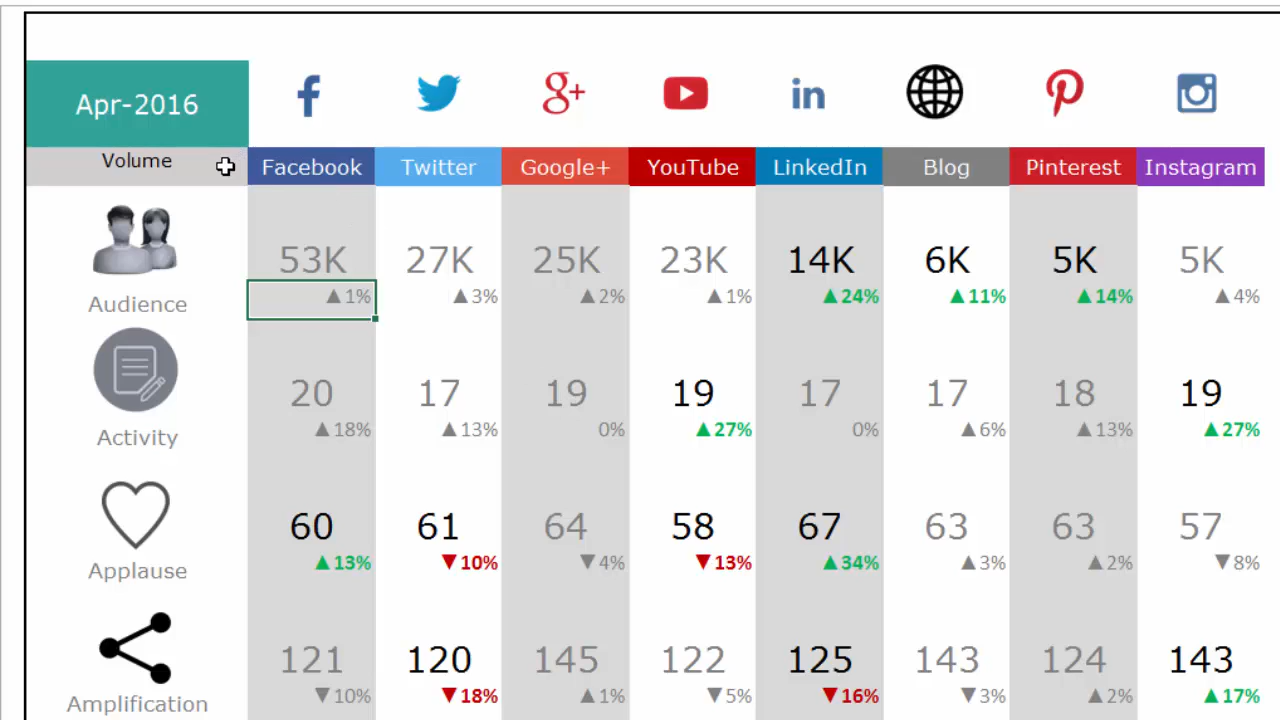 Apr-2016
Volume Facebook Twitter Google+ YouTube LinkedIn Blog Pinterest Instagram
53K 27K 25K 23K 14K 6K 5K 5K
▲1% ▲3% ▲2% ▲1% ▲24% ▲11% ▲14% ▲4%
Audience
20 17 19 19 17 17 18 19
▲18% ▲13% 0% ▲27% 0% ▲6% ▲13% ▲27%
Activity
60 61 64 58 67 63 63 57
▲13% ▼10% ▼4% ▼13% ▲34% ▲3% ▲2% ▼8%
Applause
121 120 145 122 125 143 124 143
▼10% ▼18% ▲1% ▼5% ▼16% ▼3% ▲2% ▲17%
Amplification